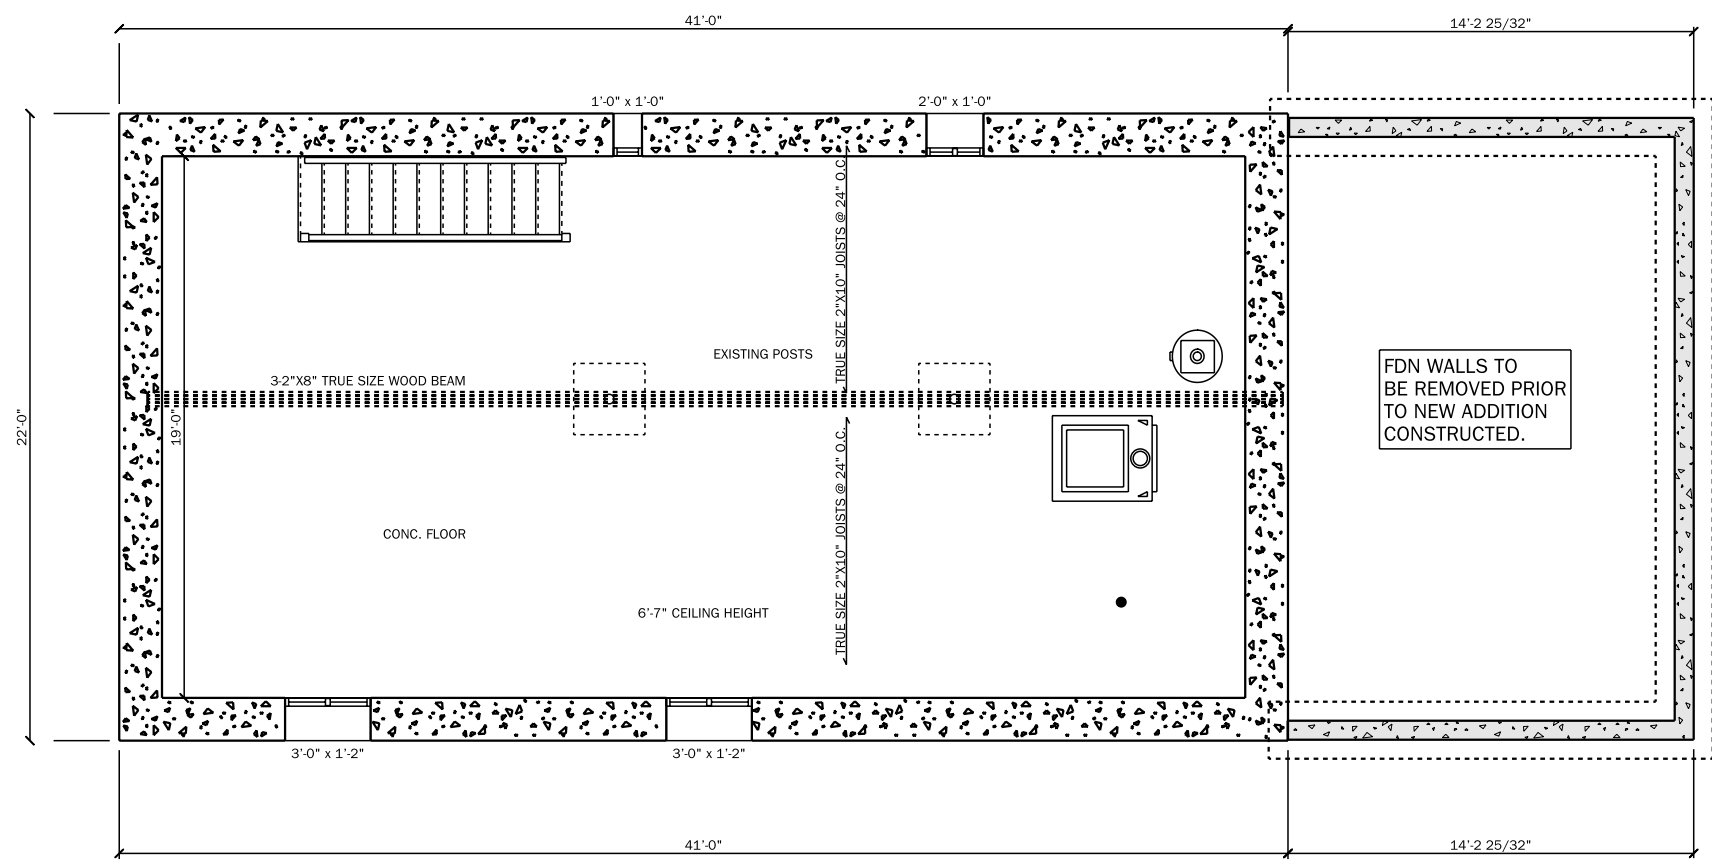 41'-0"
14'-2 25/32"
1'-0" x 1'-0"
2'-0" x 1'-0"
TRUE SIZE 2"X10" JOISTS @ 24" O.C.
EXISTING POSTS
FDN WALLS TO
BE REMOVED PRIOR
TO NEW ADDITION
CONSTRUCTED.
3-2"X8" TRUE SIZE WOOD BEAM
22'-0"
19'-0"
TRUE SIZE 2"X10" JOISTS @ 24" O.C.
CONC. FLOOR
6'-7" CEILING HEIGHT
3'-0" x 1'-2"
3'-0" x 1'-2"
41'-0"
14'-2 25/32"